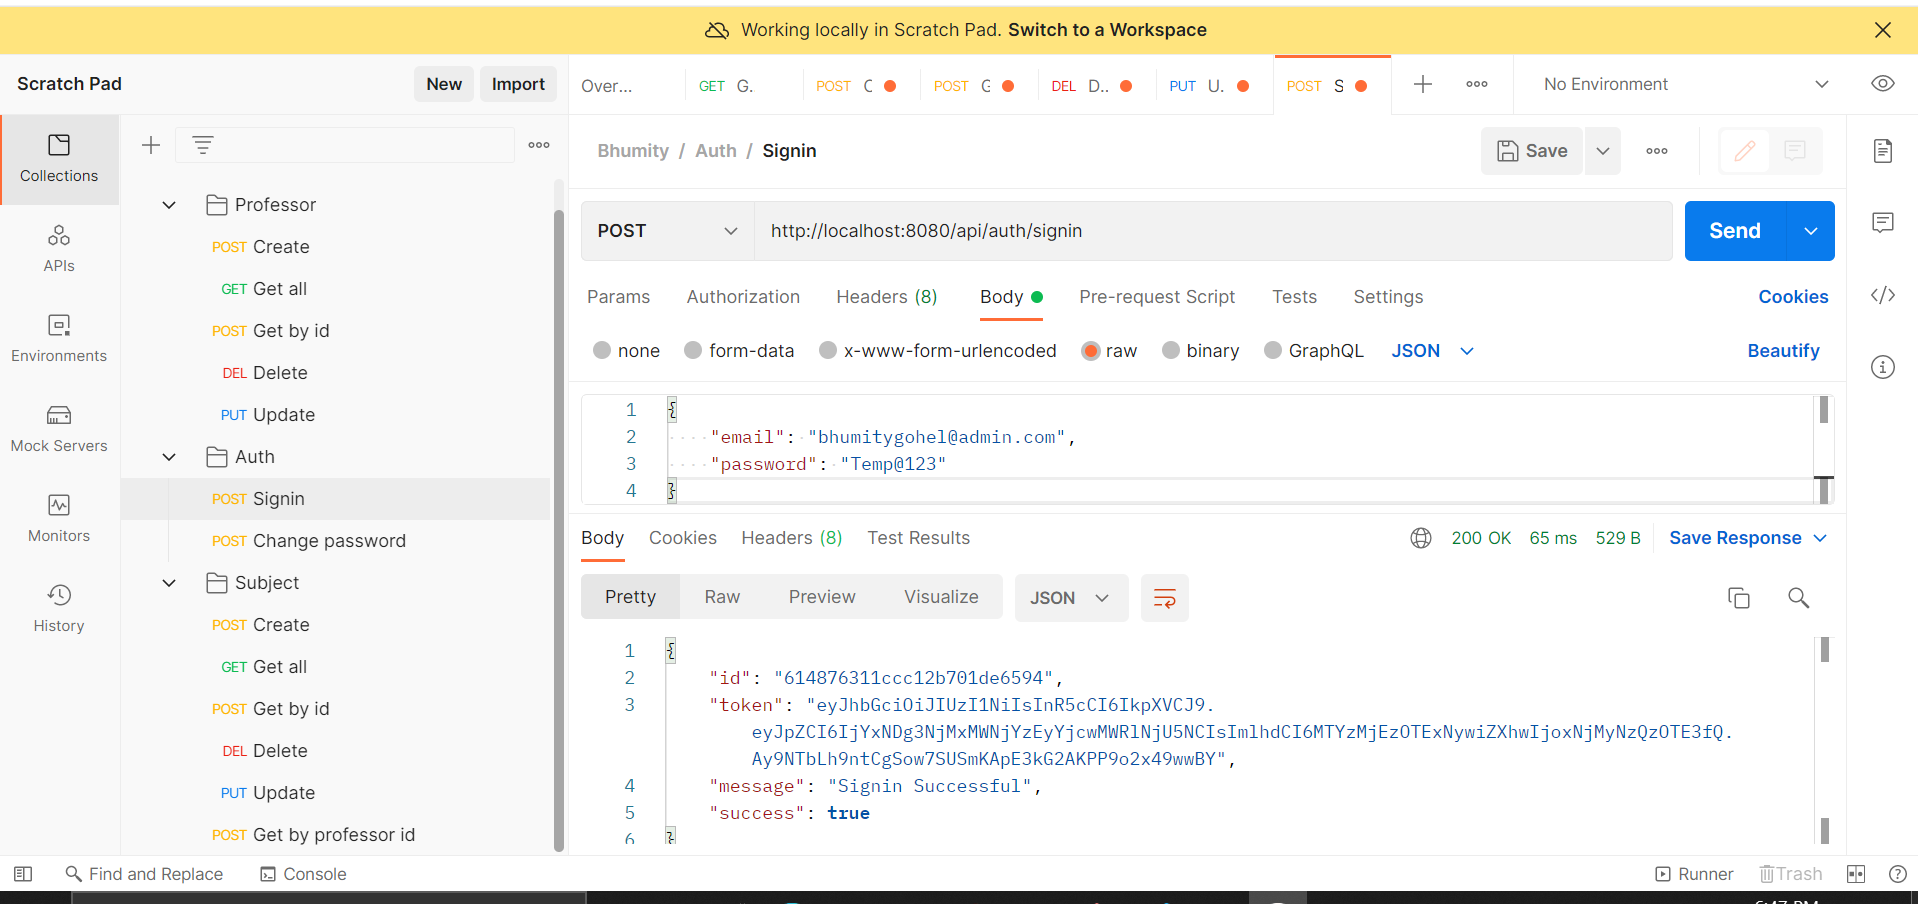 Working locally in Scratch Pad. Switch to a Workspace
Scratch Pad
New
Import
Over...
GET G.
POST C
POST G
DEL D..
PUT U.
POST S
No Environment
Collections
APIs
Environments
Mock Servers
Monitors
History
Professor
POST Create
GET Get all
POST Get by id
DEL Delete
PUT Update
Auth
POST Signin
POST Change password
Subject
POST Create
GET Get all
POST Get by id
DEL Delete
PUT Update
POST Get by professor id
Bhumity / Auth / Signin
Save
POST
http://localhost:8080/api/auth/signin
Send
Params Authorization Headers (8) Body Pre-request Script Tests Settings Cookies
none form-data x-www-form-urlencoded raw binary GraphQL JSON Beautify
1 {
2 "email": "bhumitygohel@admin.com",
3 "password": "Temp@123"
4 }
Body Cookies Headers (8) Test Results 200 OK 65 ms 529 B Save Response
Pretty Raw Preview Visualize JSON
1 {
2 "id": "614876311ccc12b701de6594",
3 "token": "eyJhbGciOiJIUzI1NiIsInR5cCI6IkpXVCJ9.
eyJpZCI6IjYxNDg3NjMxMWNjYzEyYjcwMWRlNjU5NCIsImlhdCI6MTYzMjEzOTExNywiZXhwIjoxNjMyNzQzOTE3fQ.
Ay9NTbLh9ntCgSow7SUSmKApE3kG2AKPP9o2x49wwBY",
4 "message": "Signin Successful",
5 "success": true
6 }
Find and Replace
Console
Runner
Trash